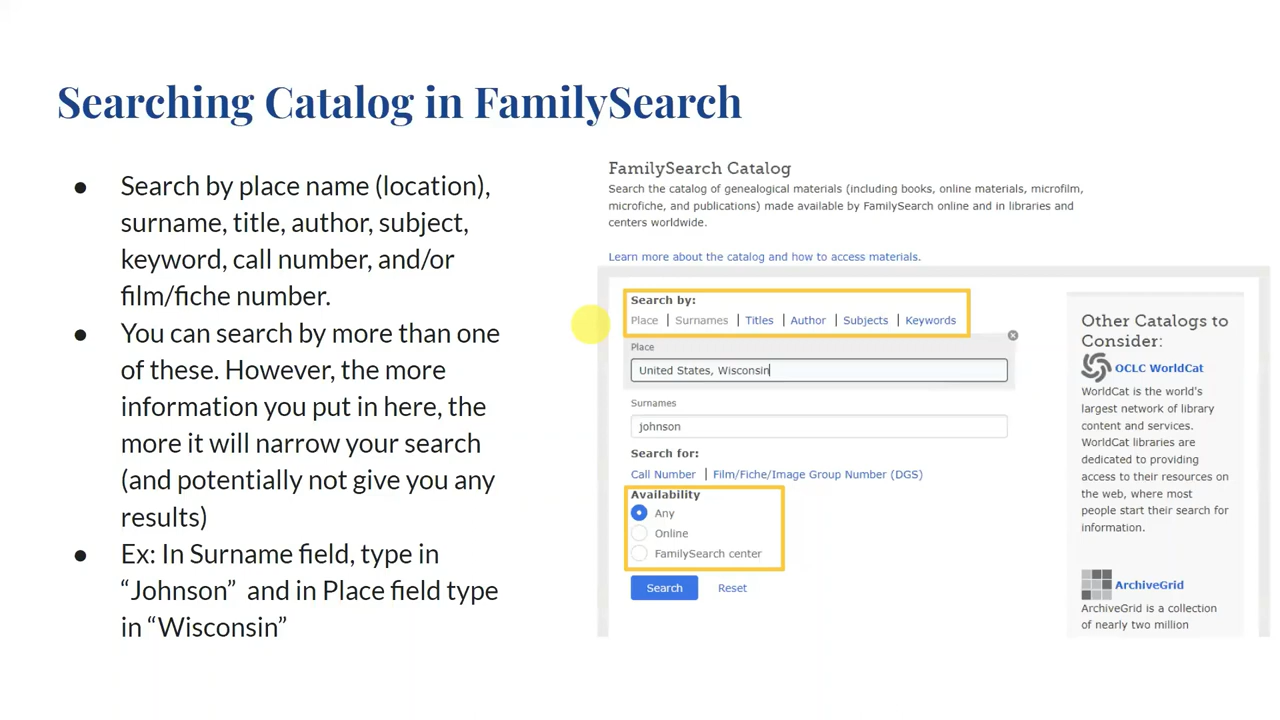 Searching Catalog in FamilySearch
● Search by place name (location),
surname, title, author, subject,
keyword, call number, and/or
film/fiche number.
● You can search by more than one
of these. However, the more
information you put in here, the
more it will narrow your search
(and potentially not give you any
results)
● Ex: In Surname field, type in
“Johnson” and in Place field type
in “Wisconsin”
FamilySearch Catalog
Search the catalog of genealogical materials (including books, online materials, microfilm,
microfiche, and publications) made available by FamilySearch online and in libraries and
centers worldwide.
Learn more about the catalog and how to access materials.
Search by:
Place | Surnames | Titles | Author | Subjects | Keywords
Place
United States, Wisconsin
Surnames
johnson
Search for:
Call Number | Film/Fiche/Image Group Number (DGS)
Availability
Any
Online
FamilySearch center
Search Reset
Other Catalogs to
Consider:
OCLC WorldCat
WorldCat is the world's
largest network of library
content and services.
WorldCat libraries are
dedicated to providing
access to their resources on
the web, where most
people start their search for
information.
ArchiveGrid
ArchiveGrid is a collection
of nearly two million